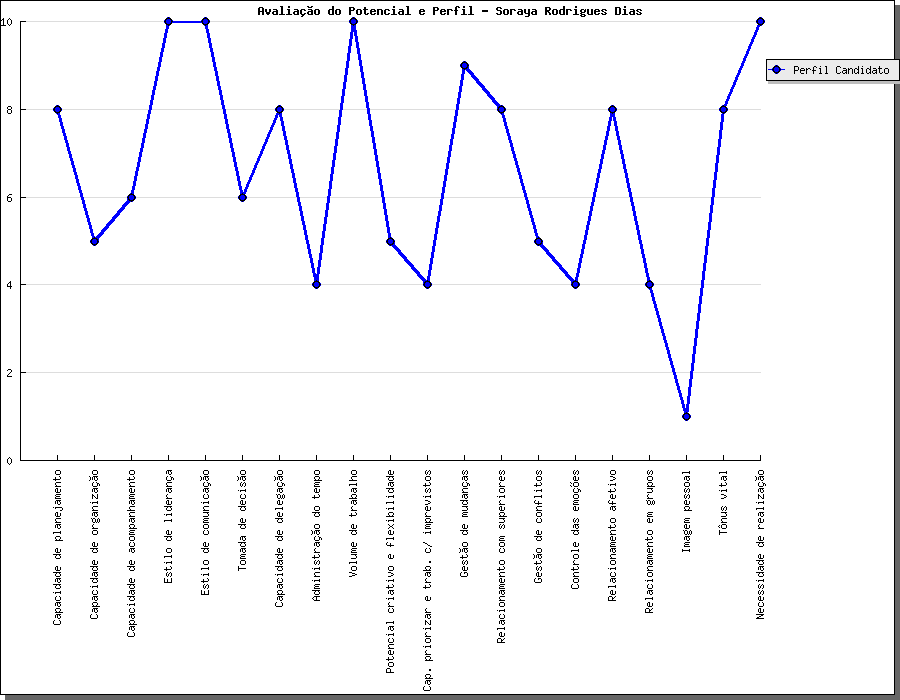 Avaliação do Potencial e Perfil - Soraya Rodrigues Dias
10
8
6
4
2
0
Perfil Candidato
Capacidade de planejamento
Capacidade de organização
Capacidade de acompanhamento
Estilo de liderança
Estilo de comunicação
Tomada de decisão
Capacidade de delegação
Administração do tempo
Volume de trabalho
Potencial criativo e flexibilidade
Cap. priorizar e trab. c/ imprevistos
Gestão de mudanças
Relacionamento com superiores
Gestão de conflitos
Controle das emoções
Relacionamento afetivo
Relacionamento em grupos
Imagem pessoal
Tônus vital
Necessidade de realização